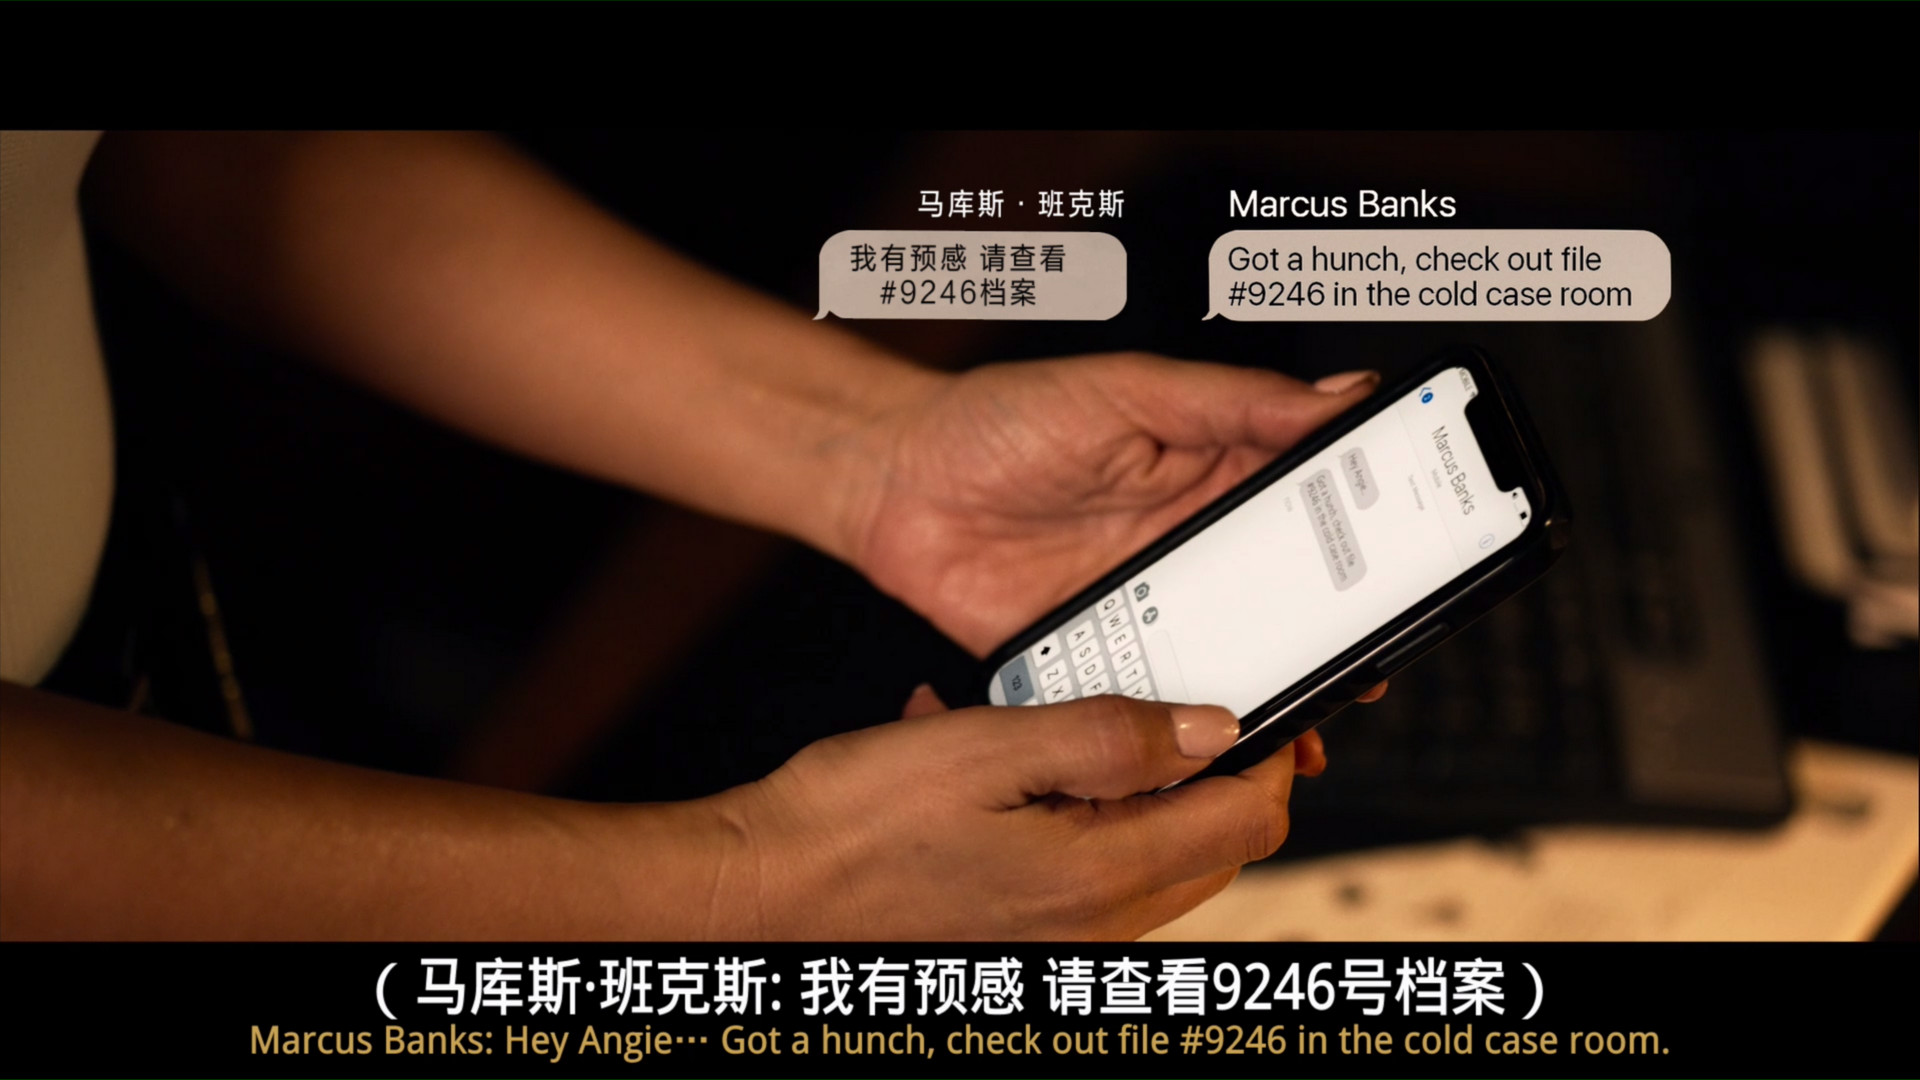 马库斯·班克斯
我有预感 请查看
#9246档案
Marcus Banks
Got a hunch, check out file
#9246 in the cold case room
Marcus Banks
Hey Angie...
Got a hunch, check out file
#9246 in the cold case room
Q W E R T Y
A S D F
Z X
123
（马库斯·班克斯: 我有预感 请查看9246号档案）
Marcus Banks: Hey Angie··· Got a hunch, check out file #9246 in the cold case room.